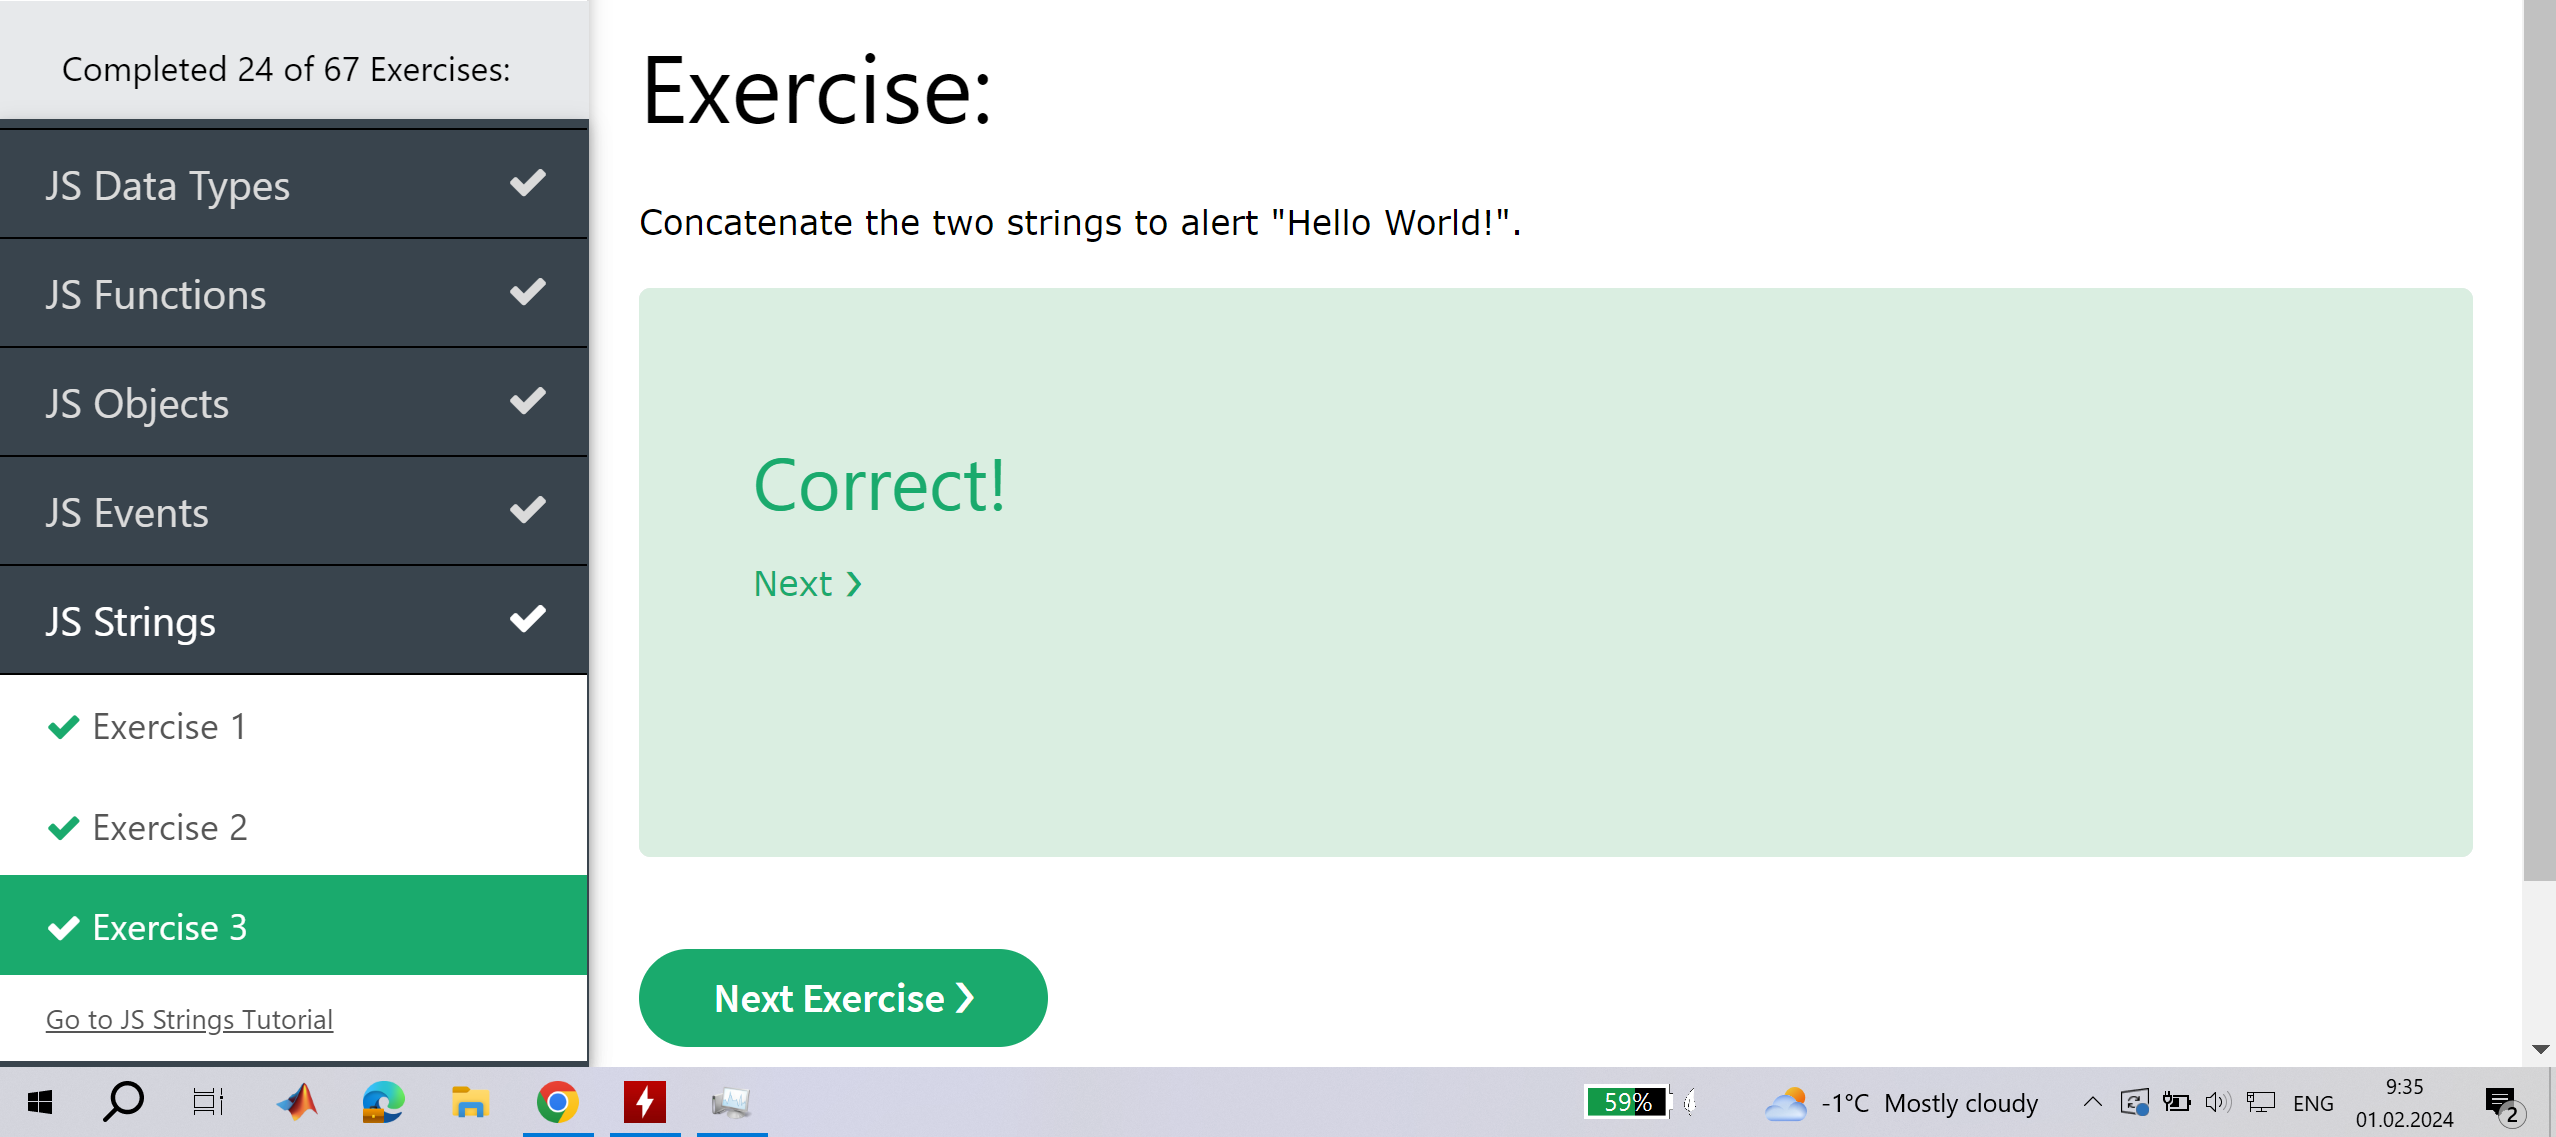 Completed 24 of 67 Exercises:
JS Data Types
JS Functions
JS Objects
JS Events
JS Strings
Exercise 1
Exercise 2
Exercise 3
Go to JS Strings Tutorial
Exercise:
Concatenate the two strings to alert "Hello World!".
Correct!
Next ❯
Next Exercise ❯
59%
-1°C Mostly cloudy
ENG
9:35
01.02.2024
2